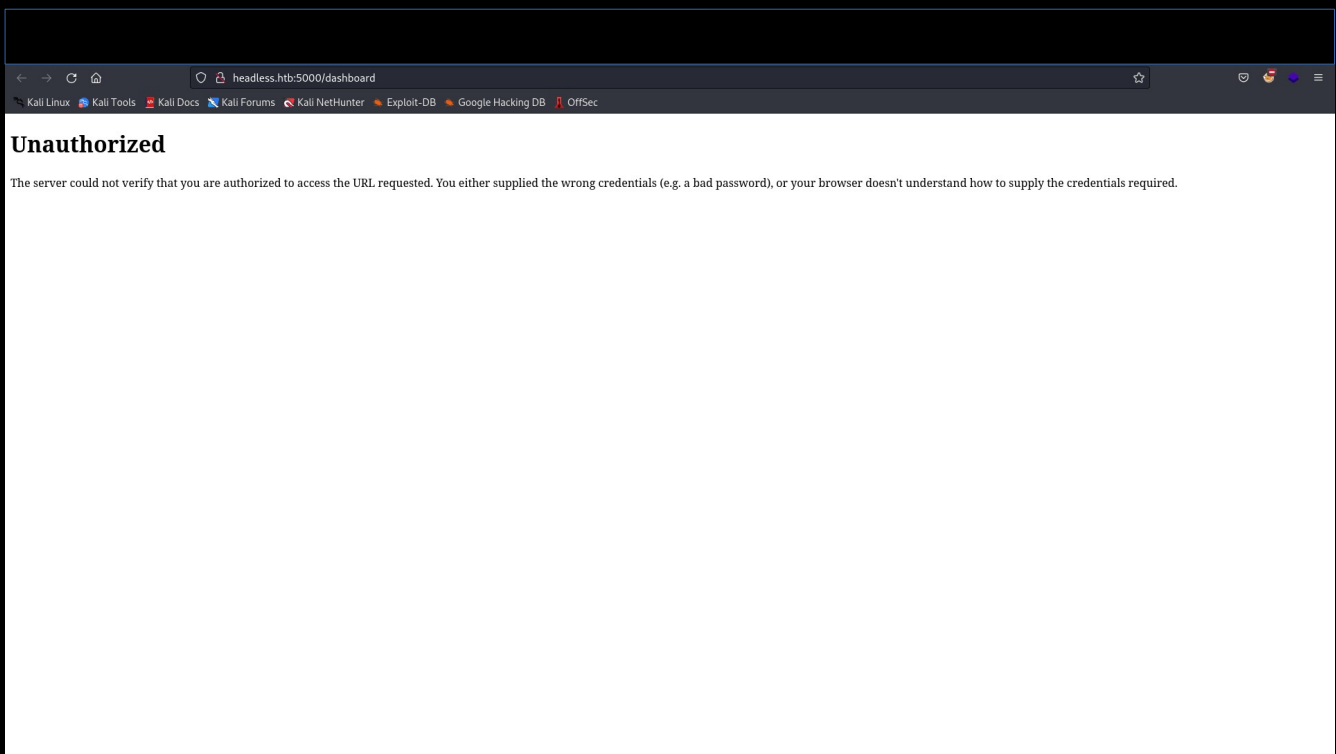 headless.htb:5000/dashboard
Kali Linux Kali Tools Kali Docs Kali Forums Kali NetHunter Exploit-DB Google Hacking DB OffSec
Unauthorized
The server could not verify that you are authorized to access the URL requested. You either supplied the wrong credentials (e.g. a bad password), or your browser doesn't understand how to supply the credentials required.